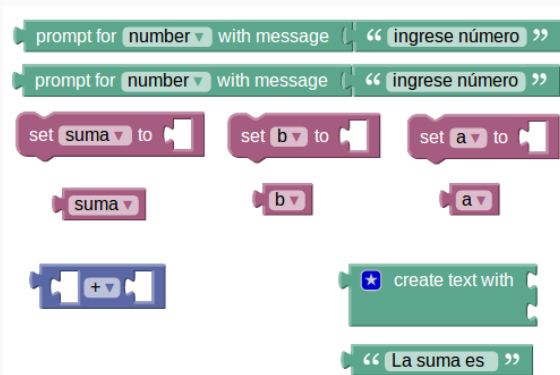 prompt for number ▾ with message “ ingrese número ”
prompt for number ▾ with message “ ingrese número ”
set suma ▾ to set b ▾ to set a ▾ to
suma ▾ b ▾ a ▾
+ ▾
create text with
“ La suma es ”